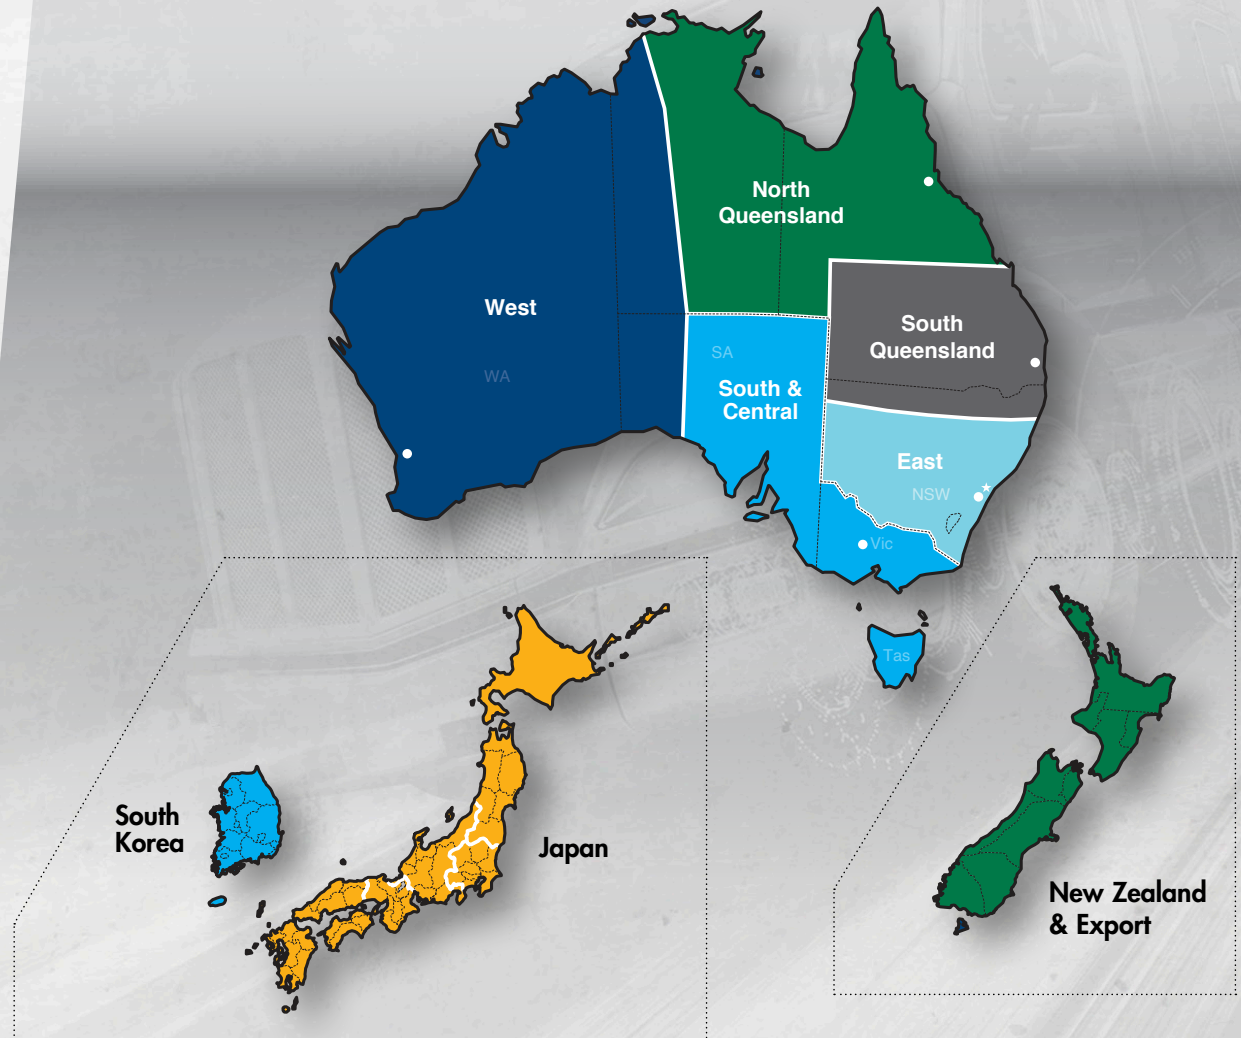 North
Queensland
West
WA
South
Queensland
SA
South &
Central
East
NSW
Vic
Tas
South
Korea
Japan
New Zealand
& Export